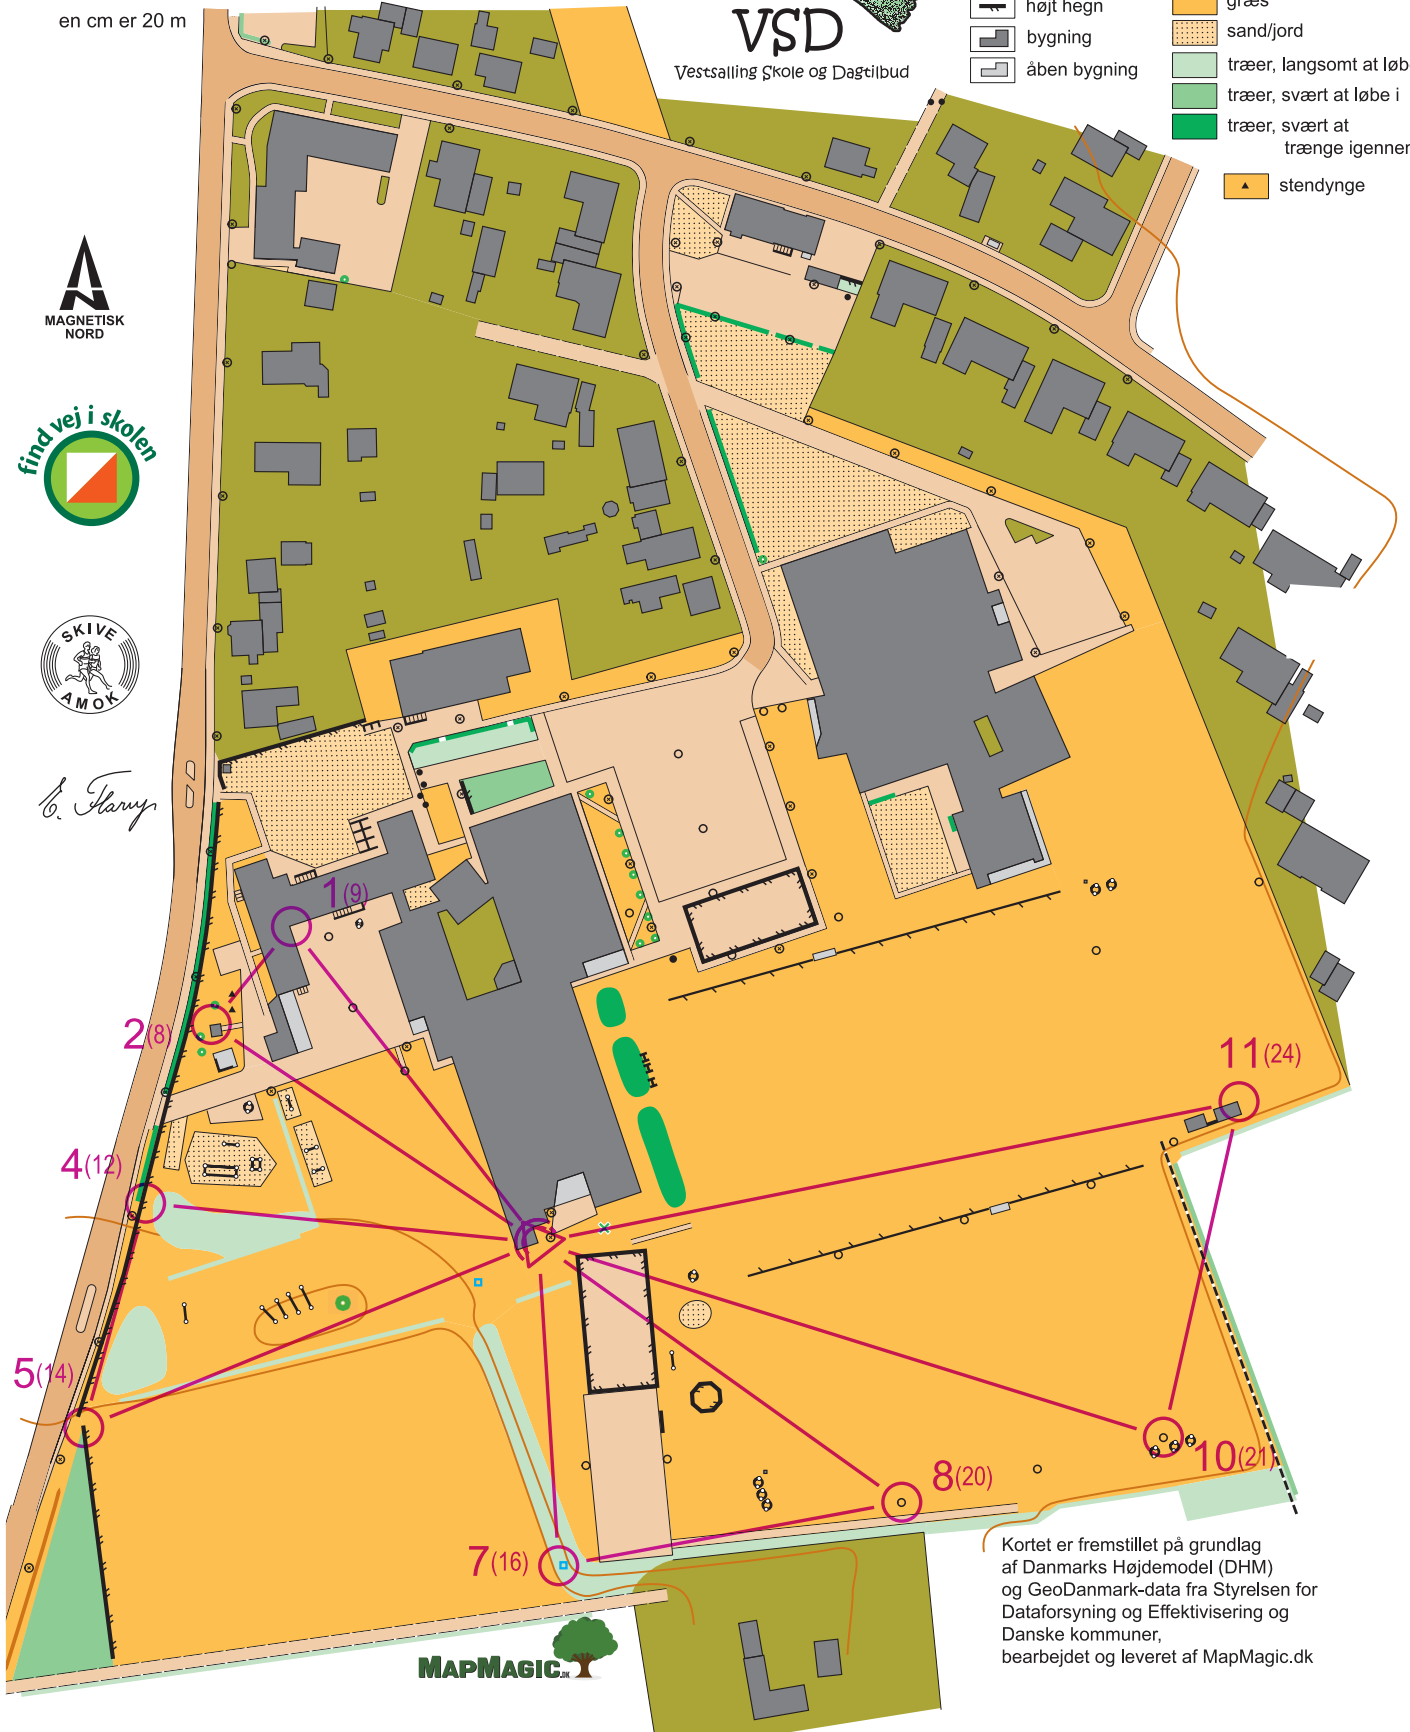 en cm er 20 m
VSD
Vestsalling Skole og Dagtilbud
højt hegn
bygning
åben bygning
græs
sand/jord
træer, langsomt at løb
træer, svært at løbe i
træer, svært at
trænge igennem
stendynge
MAGNETISK
NORD
find vej i skolen
SKIVE
AMOK
1(9)
2(8)
4(12)
5(14)
7(16)
8(20)
10(21)
11(24)
Kortet er fremstillet på grundlag
af Danmarks Højdemodel (DHM)
og GeoDanmark-data fra Styrelsen for
Dataforsyning og Effektivisering og
Danske kommuner,
bearbejdet og leveret af MapMagic.dk
MAPMAGIC.DK